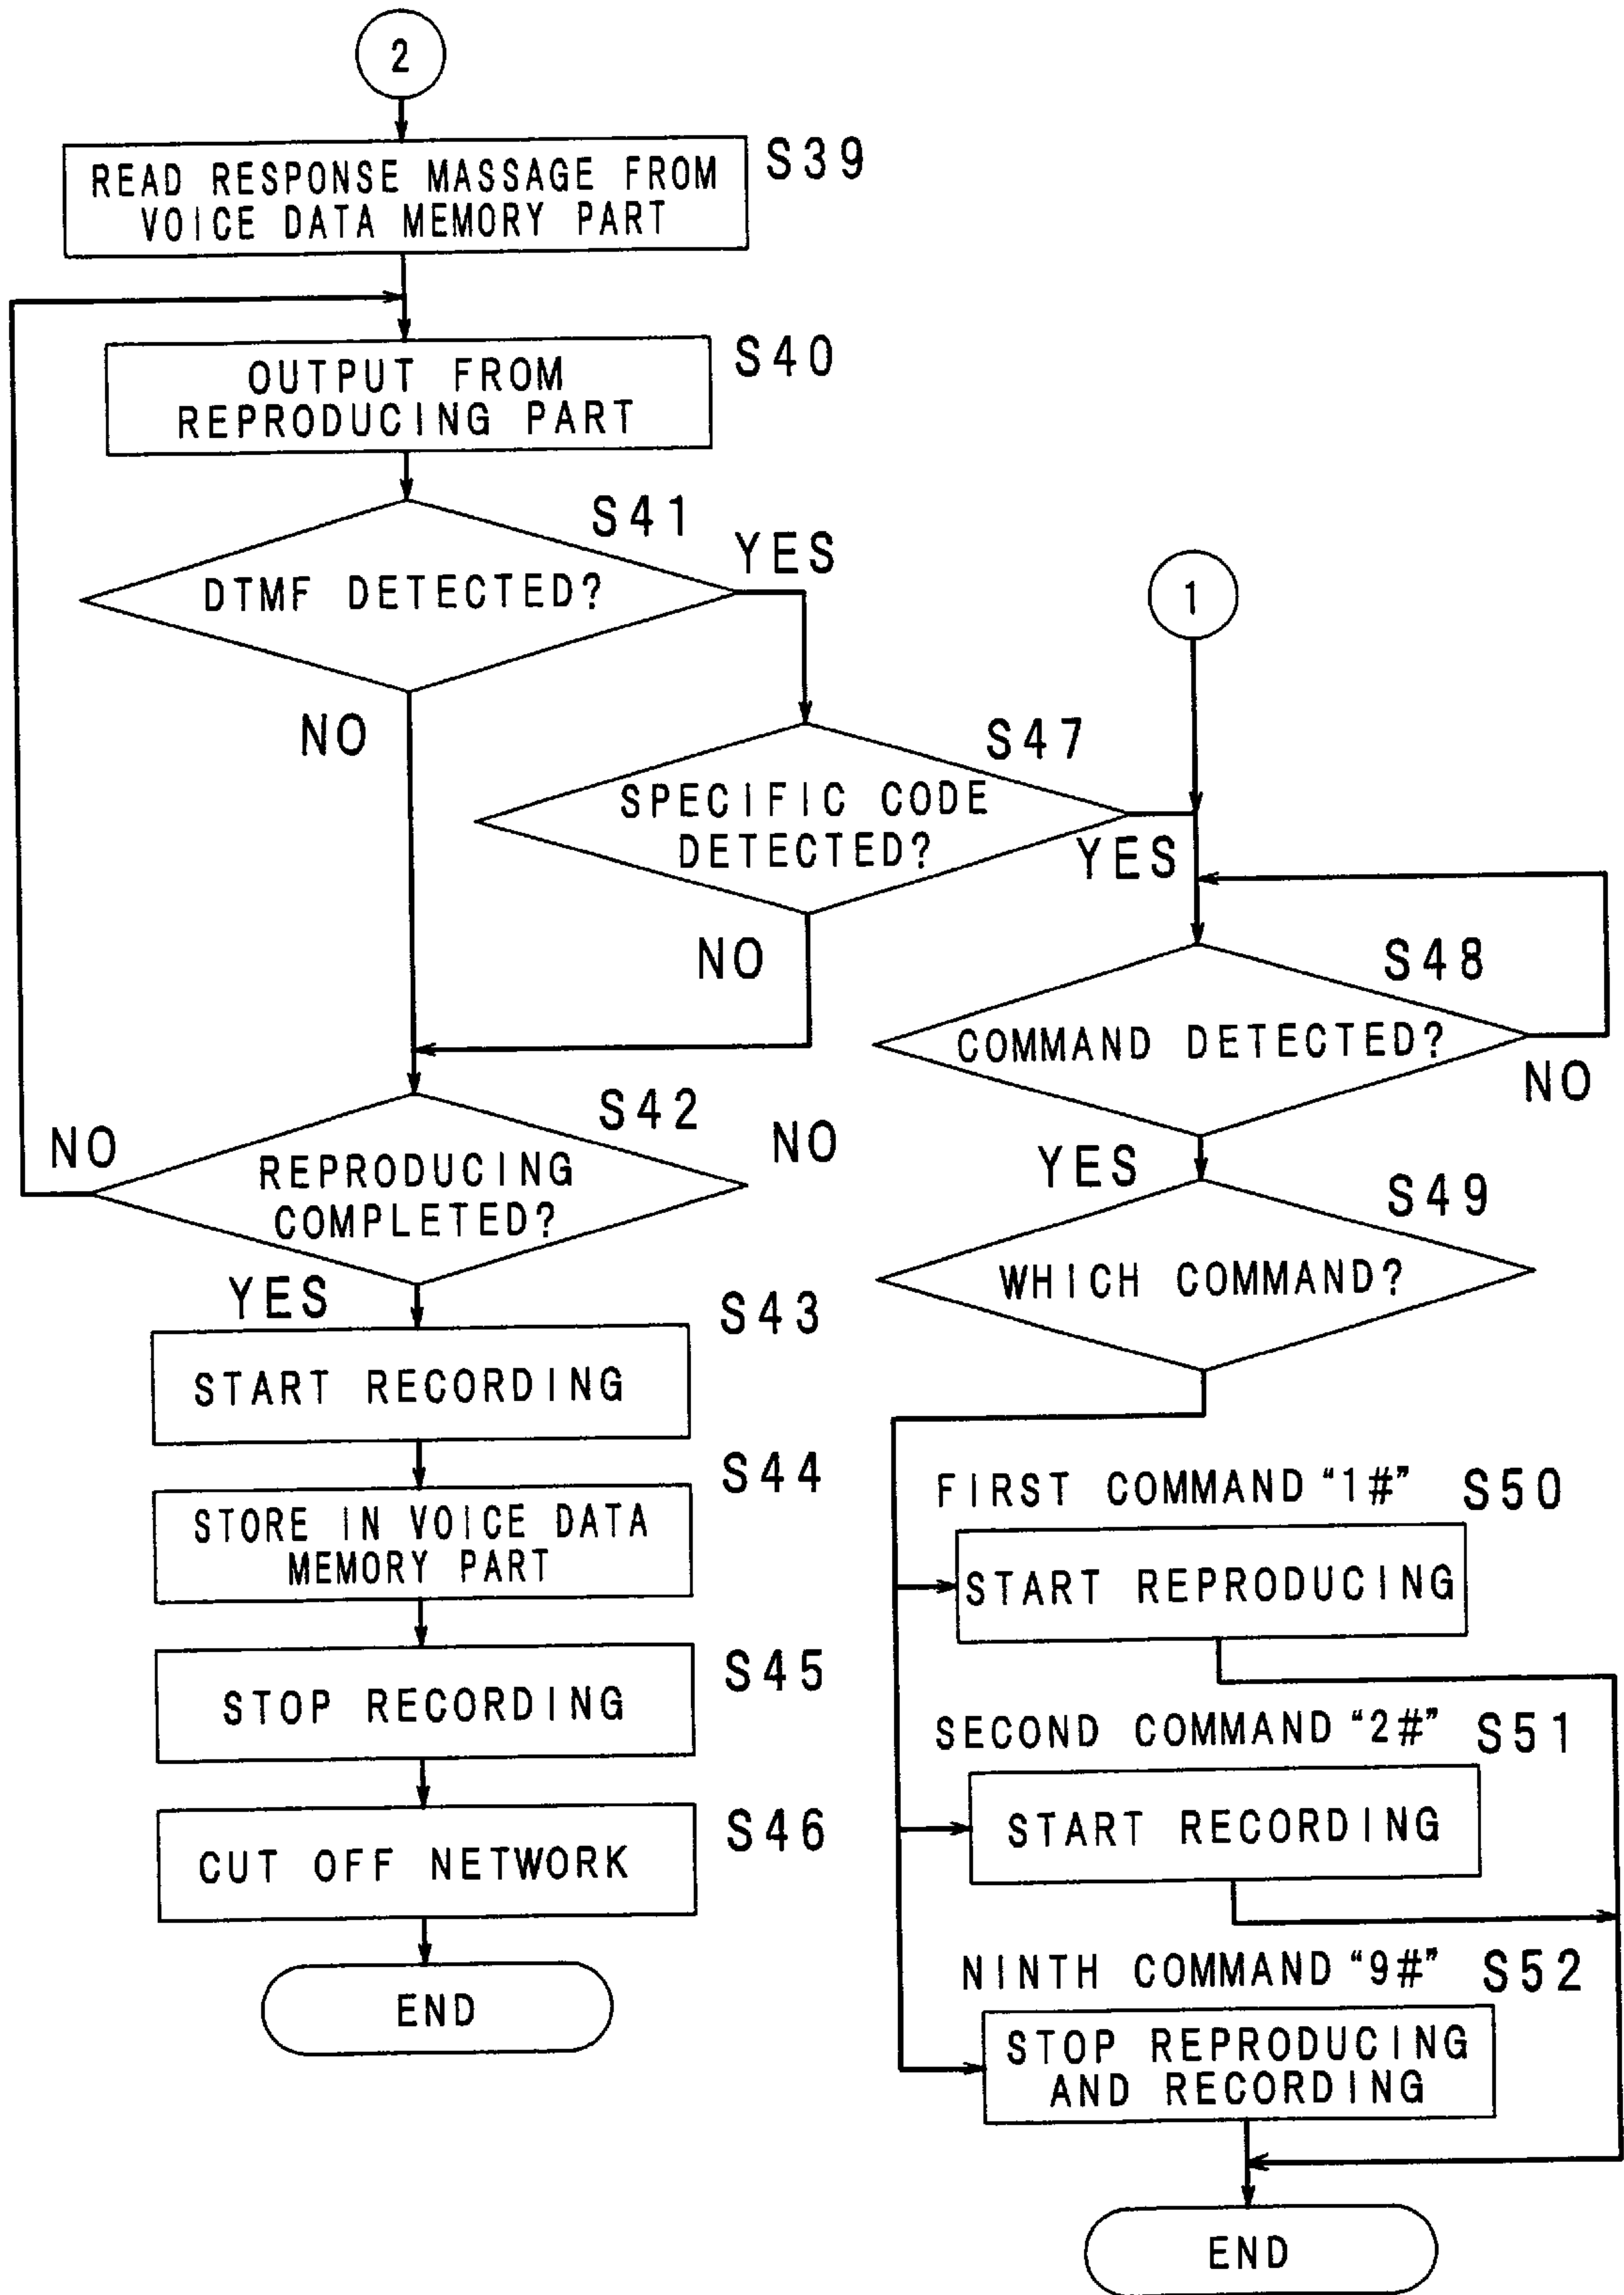 2
READ RESPONSE MASSAGE FROM
VOICE DATA MEMORY PART
S39
OUTPUT FROM
REPRODUCING PART
S40
S41
DTMF DETECTED?
YES
NO
1
S47
SPECIFIC CODE
DETECTED?
YES
NO
S48
COMMAND DETECTED?
NO
YES
S42
NO
REPRODUCING
COMPLETED?
NO
YES
S49
WHICH COMMAND?
S43
START RECORDING
S44
STORE IN VOICE DATA
MEMORY PART
S45
STOP RECORDING
S46
CUT OFF NETWORK
END
FIRST COMMAND "1#" S50
START REPRODUCING
SECOND COMMAND "2#" S51
START RECORDING
NINTH COMMAND "9#" S52
STOP REPRODUCING
AND RECORDING
END